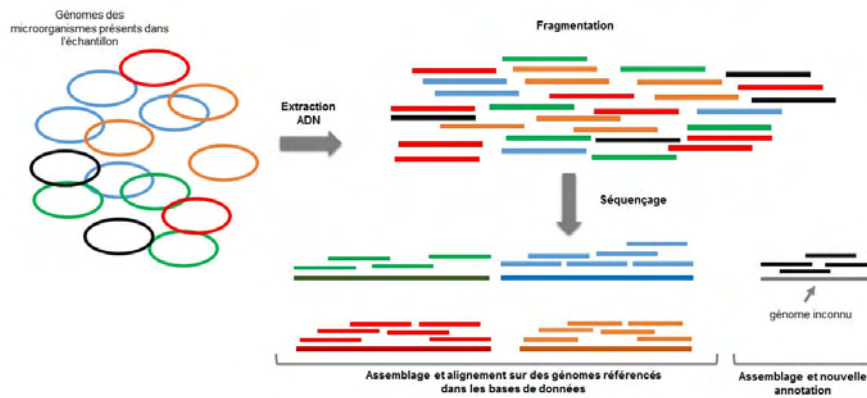 Génomes des
microorganismes présents dans
l'échantillon
Fragmentation
Extraction
ADN
Séquençage
génome inconnu
Assemblage et alignement sur des génomes référencés
dans les bases de données
Assemblage et nouvelle
annotation